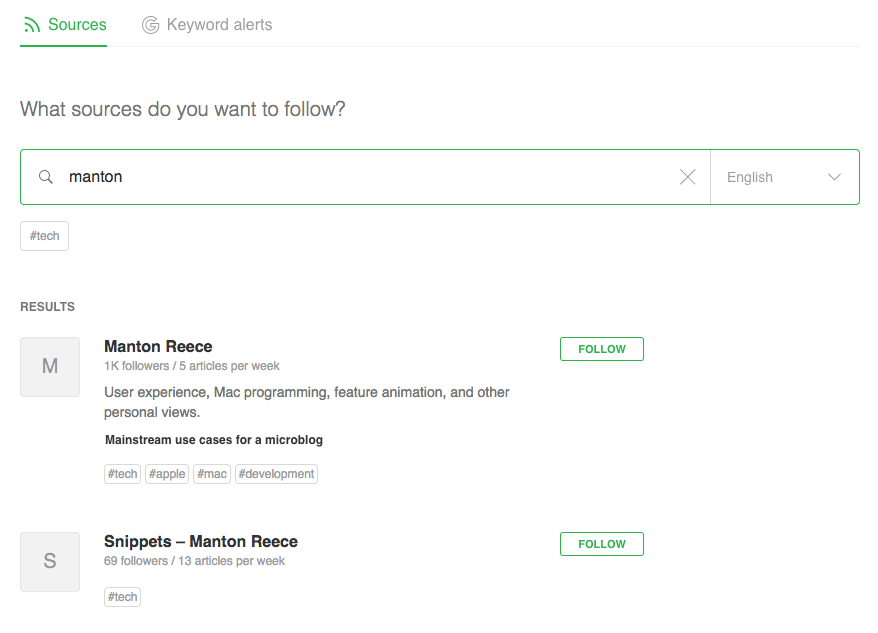 Sources Keyword alerts
What sources do you want to follow?
manton English
#tech
RESULTS
M
Manton Reece
FOLLOW
1K followers / 5 articles per week
User experience, Mac programming, feature animation, and other
personal views.
Mainstream use cases for a microblog
#tech #apple #mac #development
S
Snippets – Manton Reece
FOLLOW
69 followers / 13 articles per week
#tech